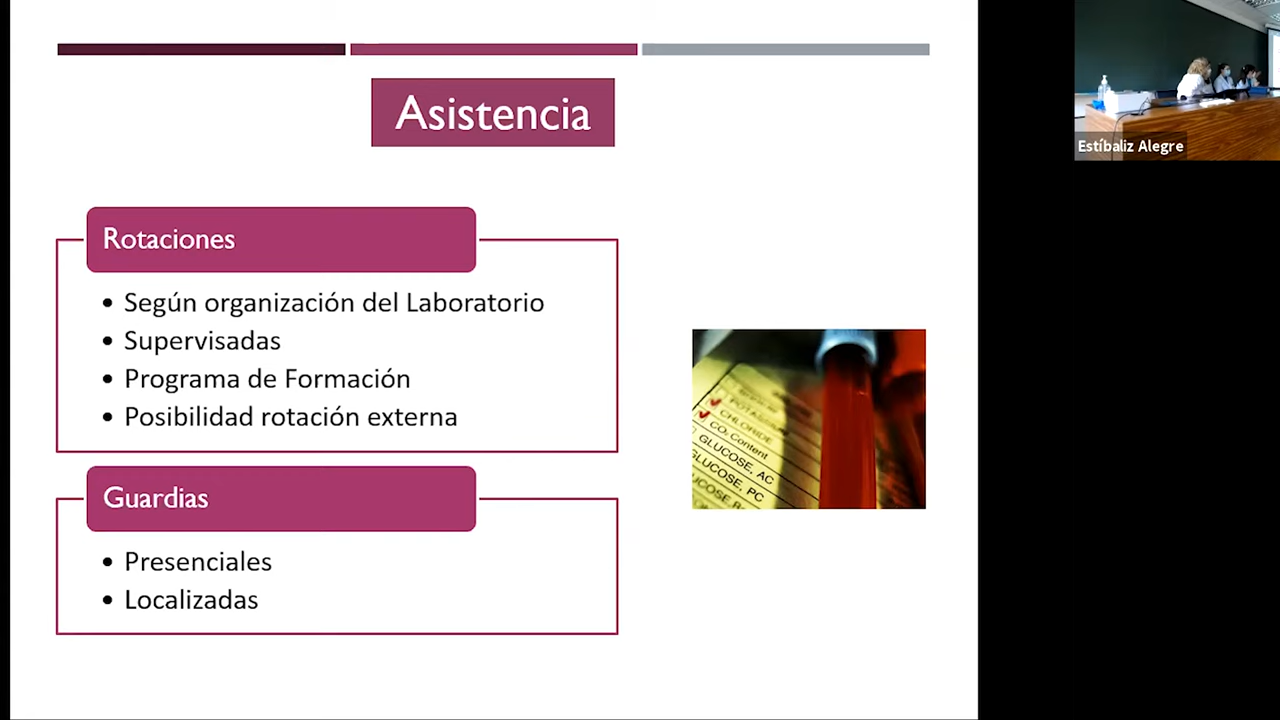 Asistencia
Rotaciones
• Según organización del Laboratorio
• Supervisadas
• Programa de Formación
• Posibilidad rotación externa
Guardias
• Presenciales
• Localizadas
CHLORIDE
CO₂ Content
GLUCOSE, AC
GLUCOSE, PC
Estíbaliz Alegre